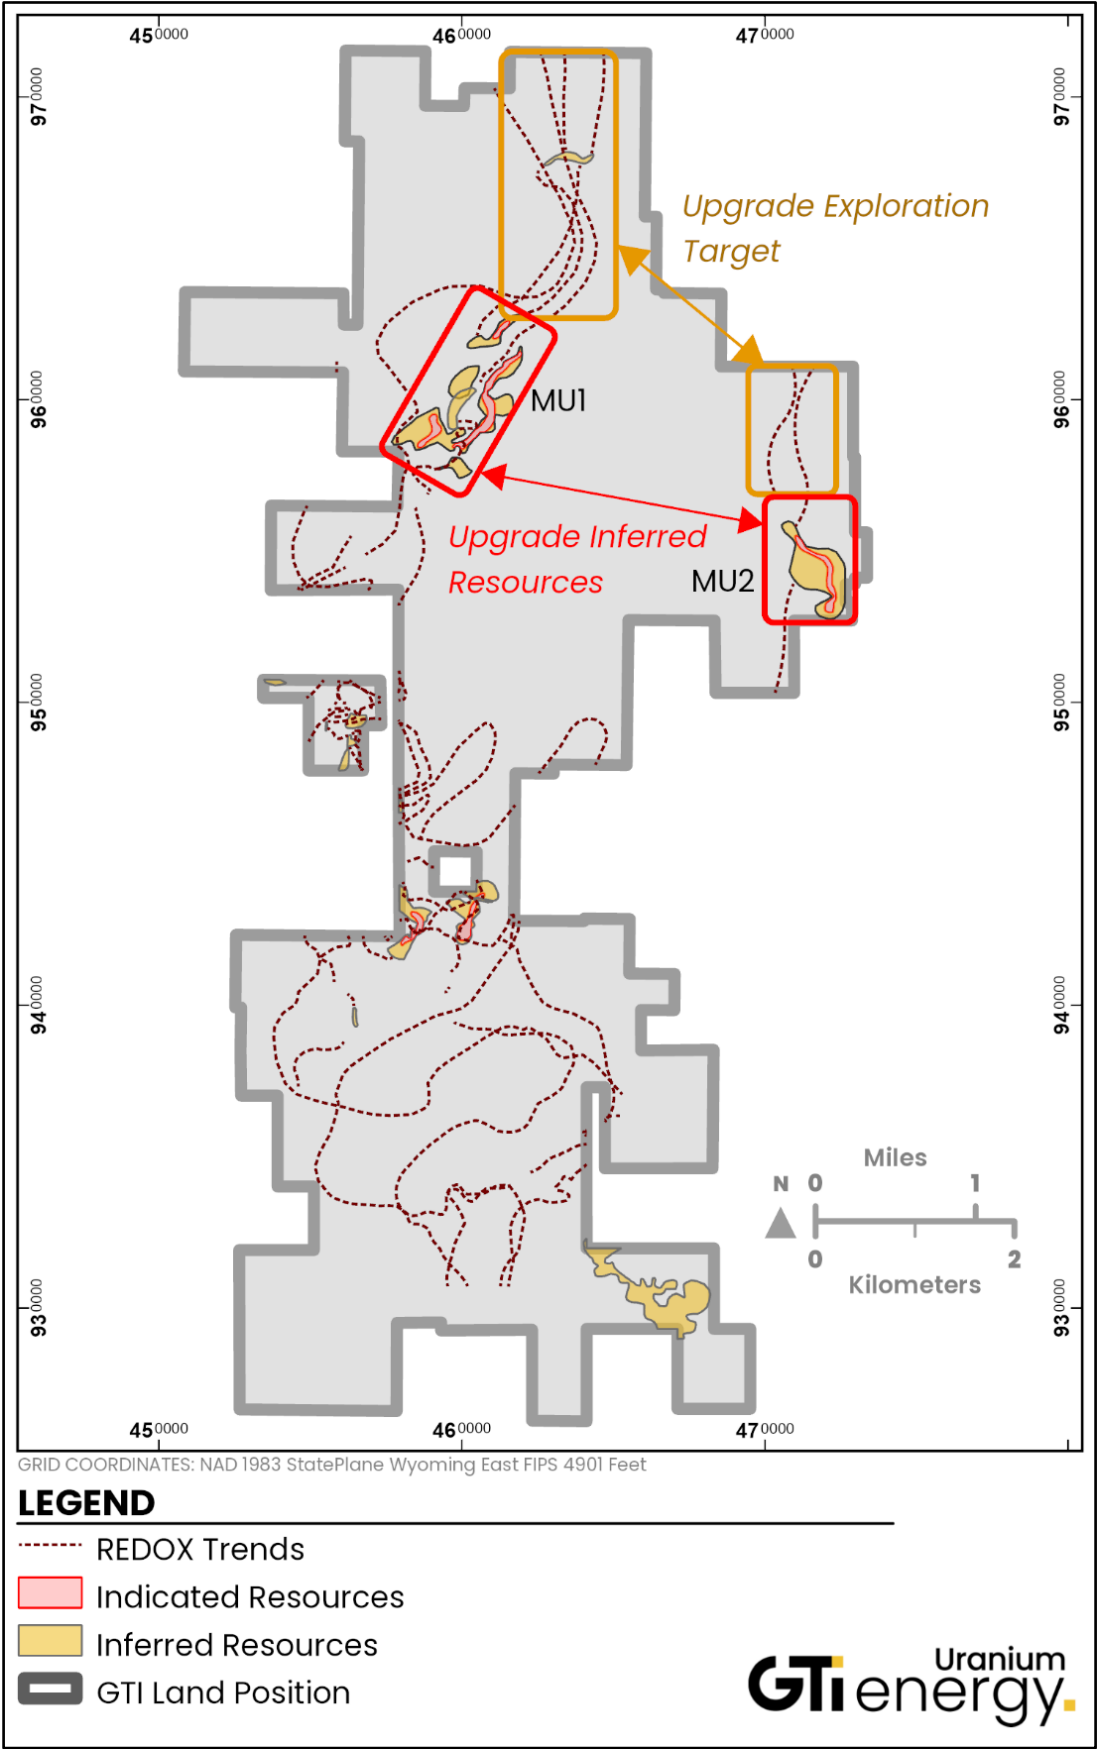 450000 460000 470000
970000 970000
Upgrade Exploration
Target
960000 960000
MU1
Upgrade Inferred
Resources
MU2
950000 950000
940000 940000
Miles
N 0 1
0 2
Kilometers
930000 930000
450000 460000 470000
GRID COORDINATES: NAD 1983 StatePlane Wyoming East FIPS 4901 Feet
LEGEND
REDOX Trends
Indicated Resources
Inferred Resources
GTI Land Position
Uranium
GTi energy.